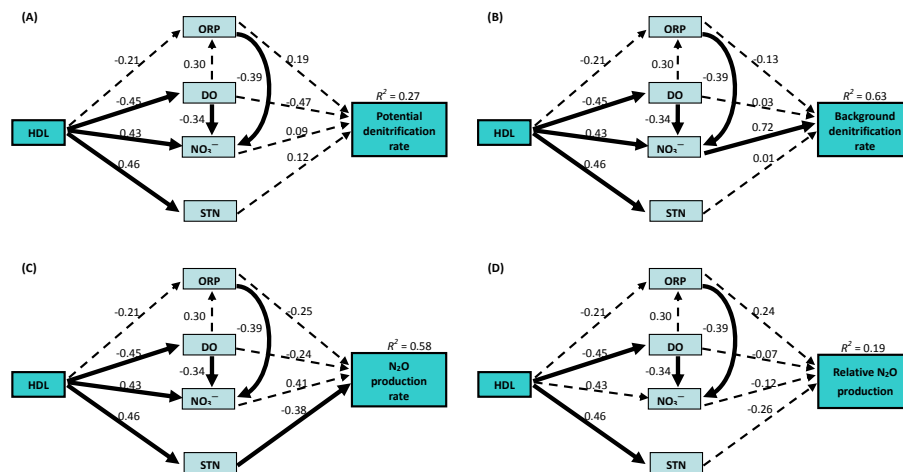 (A)
ORP
-0.21
0.30
-0.39
0.19
DO
-0.45
-0.34
-0.47
R² = 0.27
HDL
0.43
NO₃⁻
0.09
Potential
denitrification
rate
0.46
0.12
STN
(B)
ORP
-0.21
0.30
-0.39
-0.13
DO
-0.45
-0.34
0.03
R² = 0.63
HDL
0.43
NO₃⁻
0.72
Background
denitrification
rate
0.46
0.01
STN
(C)
ORP
-0.21
0.30
-0.39
-0.25
DO
-0.45
-0.34
-0.24
R² = 0.58
HDL
0.43
NO₃⁻
0.41
N₂O
production
rate
0.46
-0.38
STN
(D)
ORP
-0.21
0.30
-0.39
0.24
DO
-0.45
-0.34
-0.07
R² = 0.19
HDL
0.43
NO₃⁻
-0.12
Relative N₂O
production
0.46
-0.26
STN